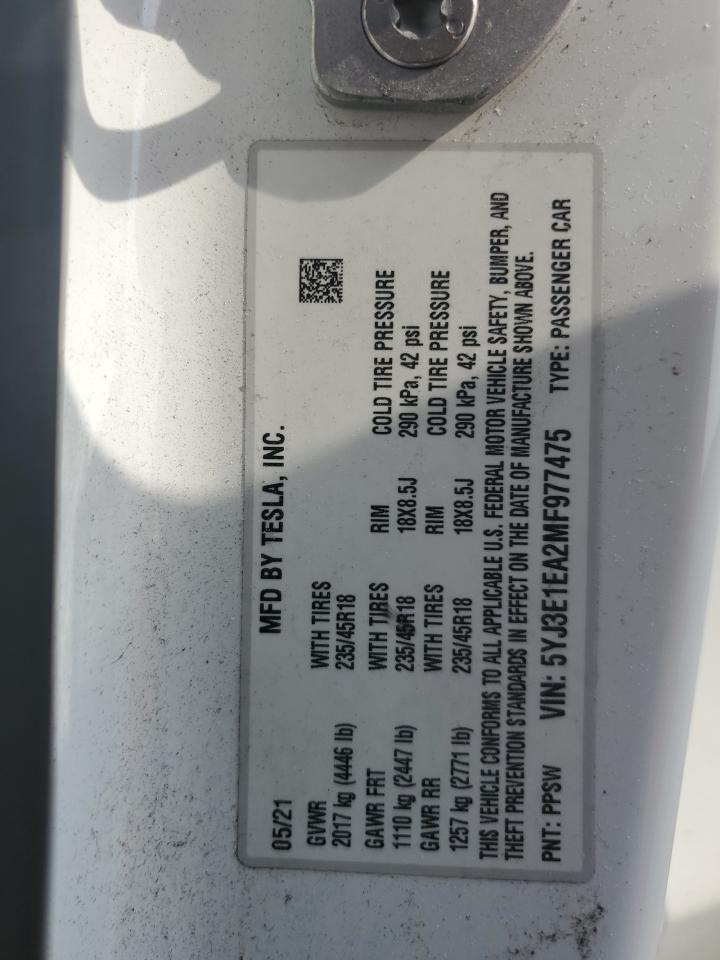 05/21 MFD BY TESLA, INC.
GVWR WITH TIRES
2017 kg (4446 lb) 235/45R18
GAWR FRT WITH TIRES RIM COLD TIRE PRESSURE
1110 kg (2447 lb) 235/45R18 18X8.5J 290 kPa, 42 psi
GAWR RR WITH TIRES RIM COLD TIRE PRESSURE
1257 kg (2771 lb) 235/45R18 18X8.5J 290 kPa, 42 psi
THIS VEHICLE CONFORMS TO ALL APPLICABLE U.S. FEDERAL MOTOR VEHICLE SAFETY, BUMPER, AND
THEFT PREVENTION STANDARDS IN EFFECT ON THE DATE OF MANUFACTURE SHOWN ABOVE.
PNT: PPSW VIN: 5YJ3E1EA2MF977475 TYPE: PASSENGER CAR